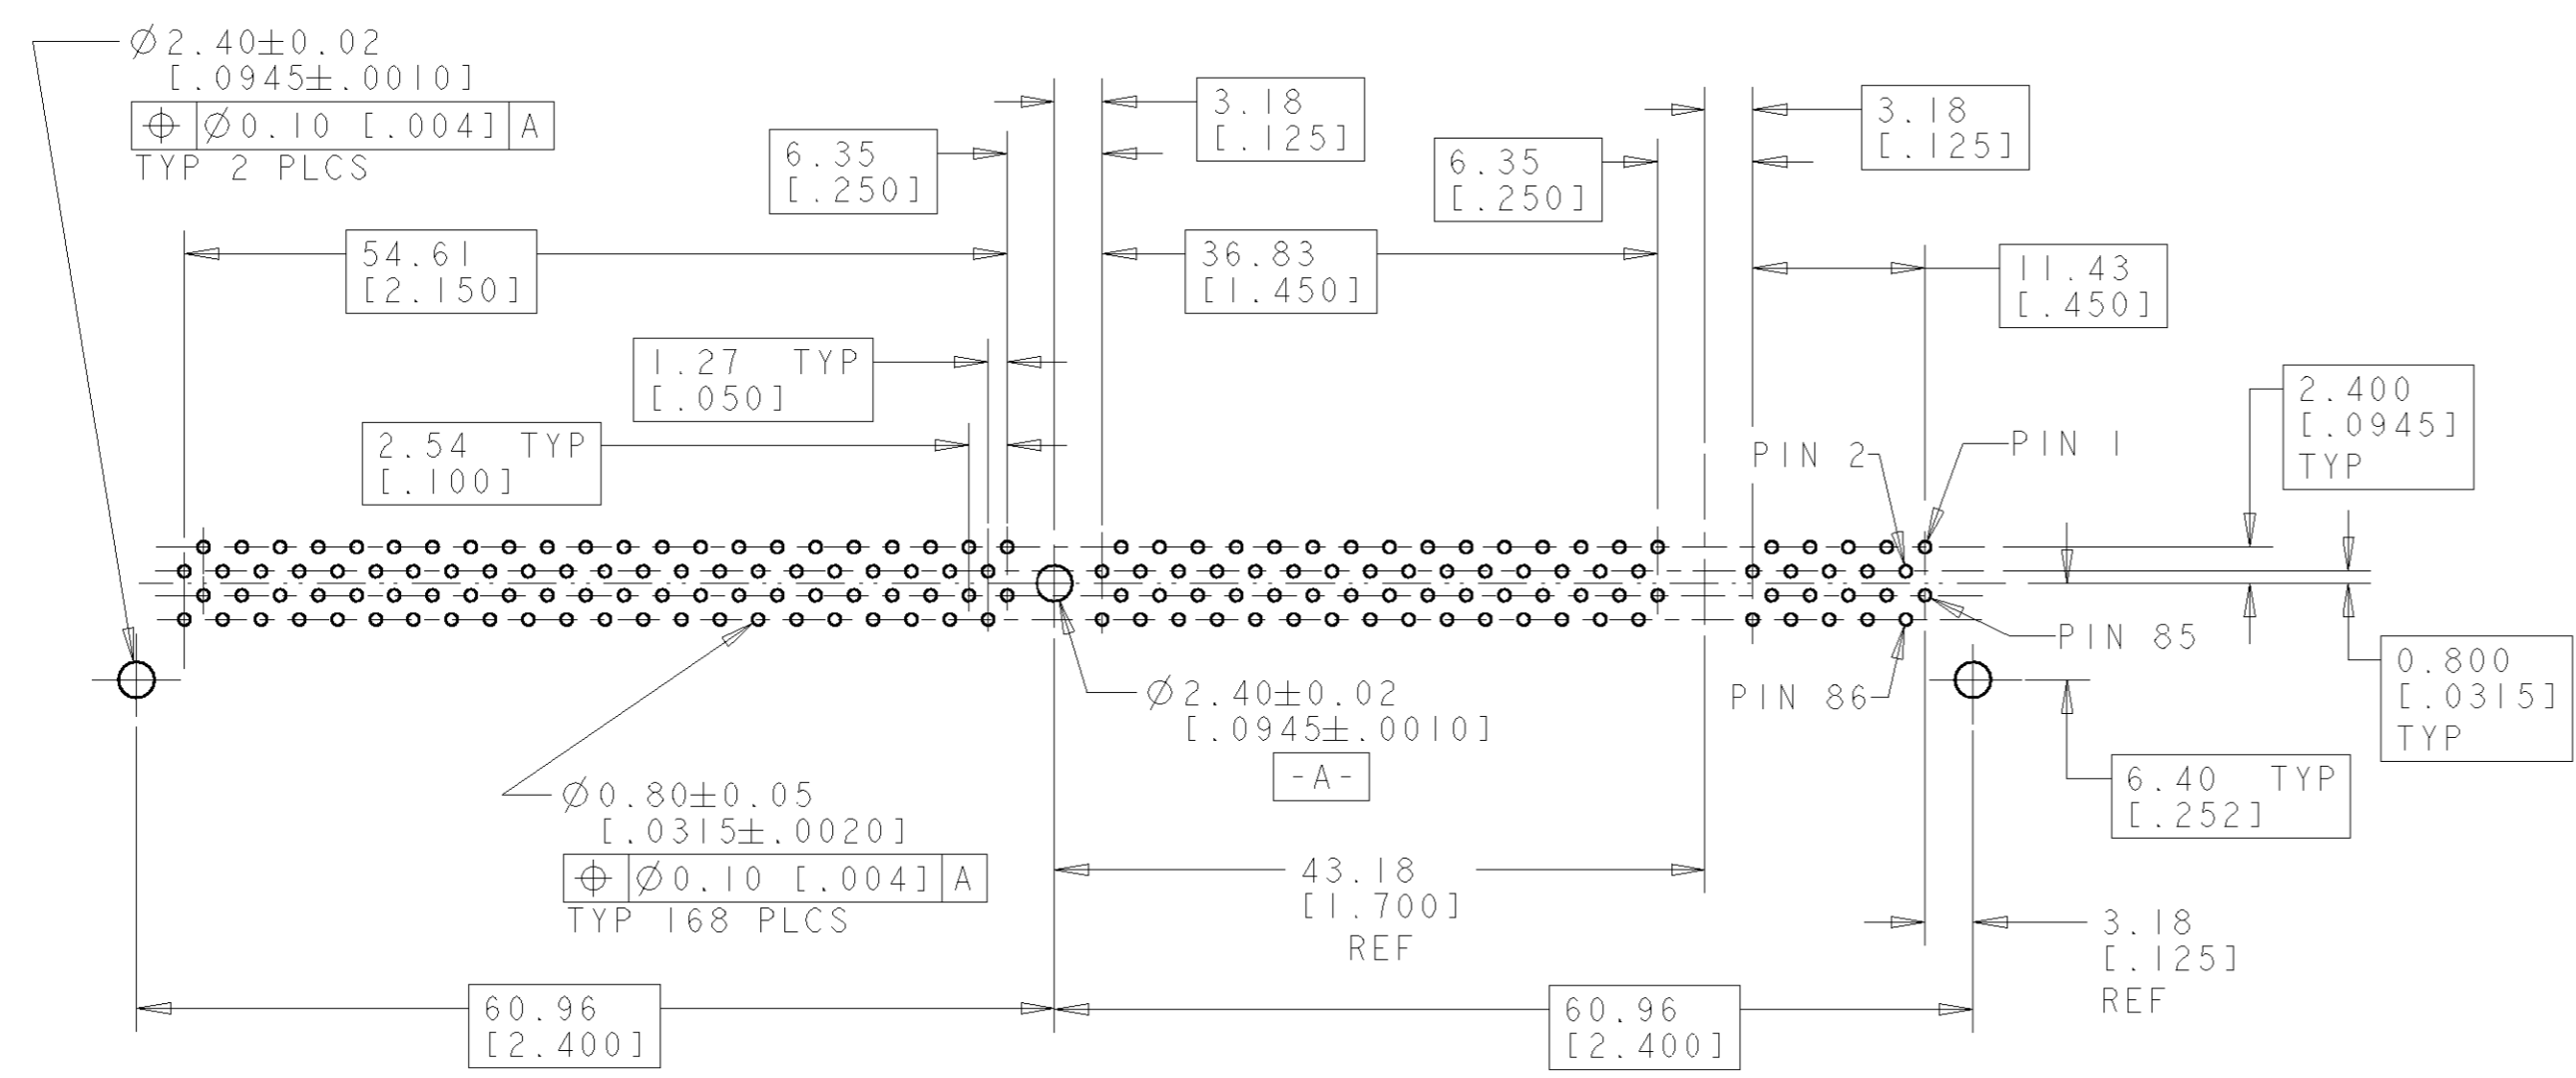 Ø2.40±0.02
[.0945±.0010]
⌖ Ø0.10 [.004] A
TYP 2 PLCS
3.18
[.125]
3.18
[.125]
6.35
[.250]
6.35
[.250]
54.61
[2.150]
36.83
[1.450]
11.43
[.450]
1.27 TYP
[.050]
2.400
[.0945]
TYP
2.54 TYP
[.100]
PIN 2
PIN 1
PIN 85
PIN 86
0.800
[.0315]
TYP
Ø2.40±0.02
[.0945±.0010]
-A-
6.40 TYP
[.252]
Ø0.80±0.05
[.0315±.0020]
⌖ Ø0.10 [.004] A
TYP 168 PLCS
43.18
[1.700]
REF
3.18
[.125]
REF
60.96
[2.400]
60.96
[2.400]